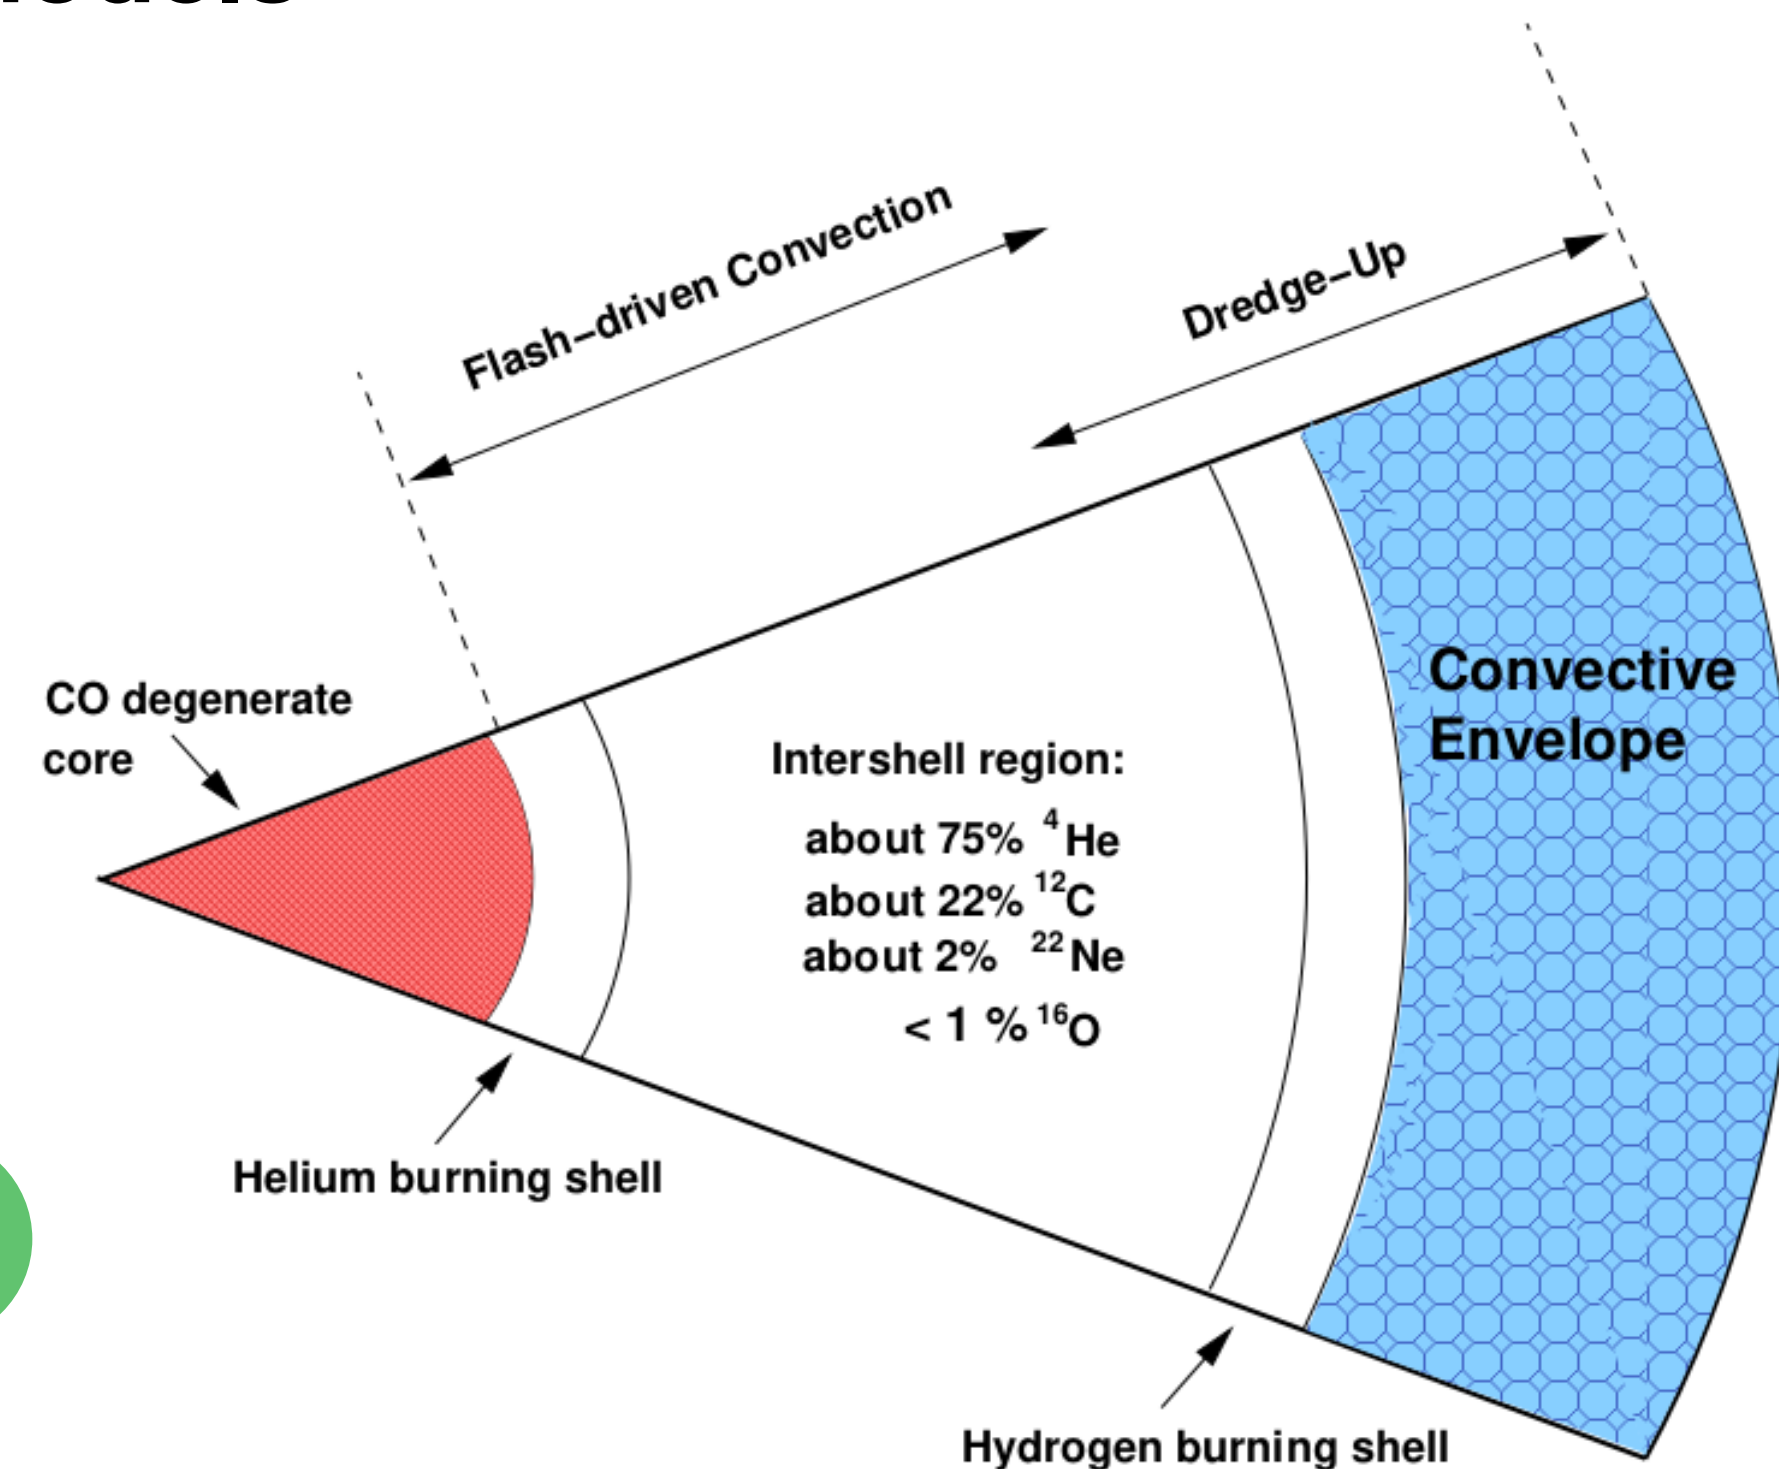 Flash-driven Convection
Dredge-Up
CO degenerate
core
Convective
Envelope
Intershell region:
about 75% ⁴He
about 22% ¹²C
about 2% ²²Ne
< 1 % ¹⁶O
Helium burning shell
Hydrogen burning shell